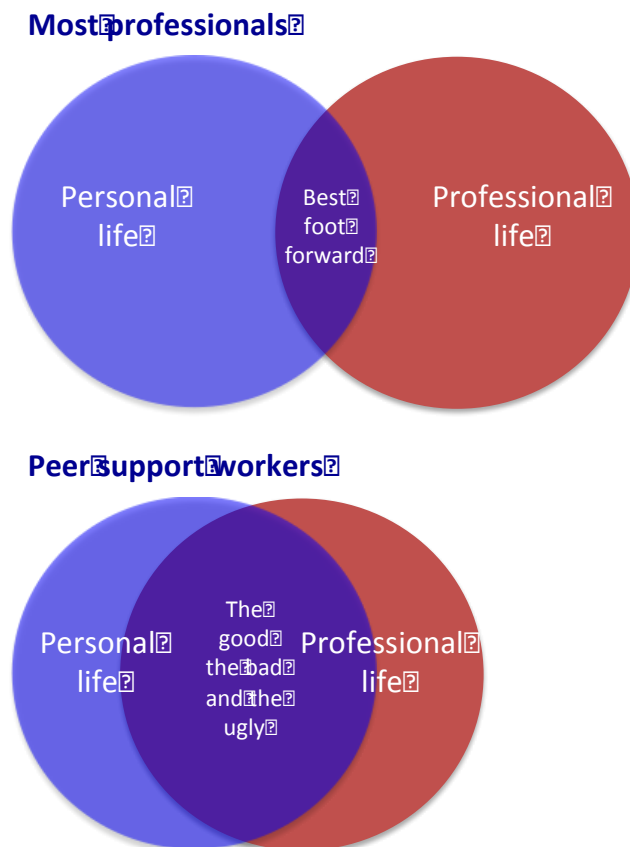 Most professionals
Personal
life
Best
foot
forward
Professional
life
Peer support workers
Personal
life
The
good
the bad
and the
ugly
Professional
life